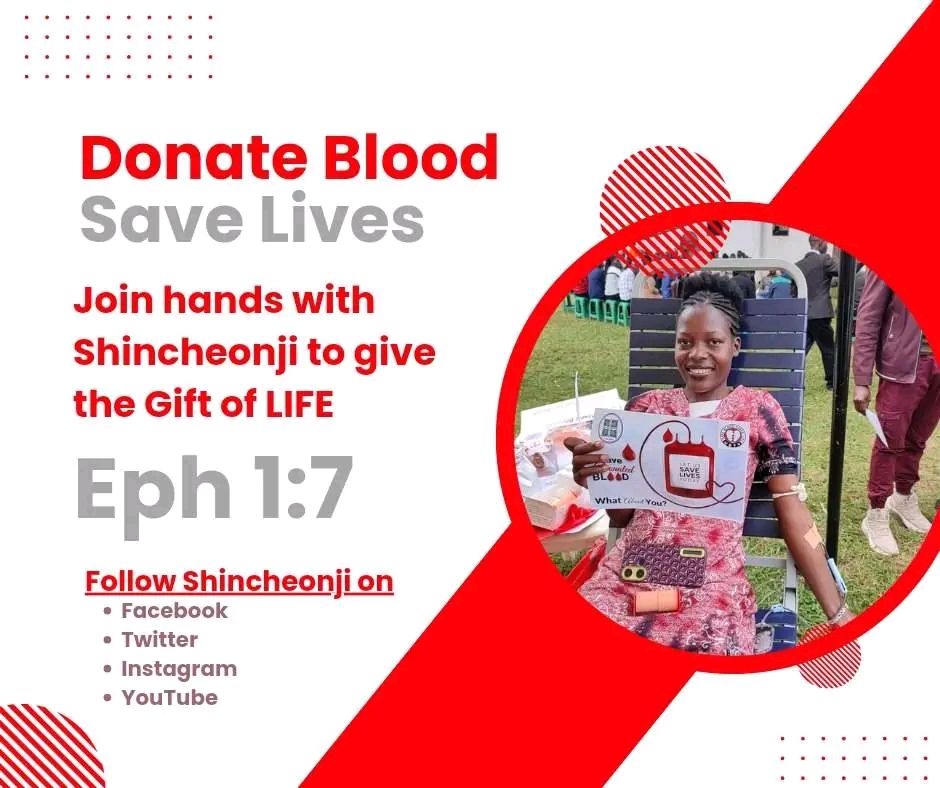 Donate Blood
Save Lives
Join hands with
Shincheonji to give
the Gift of LIFE
Eph 1:7
Follow Shincheonji on
Facebook
Twitter
Instagram
YouTube
SAVE
LIVES
BLOOD
What About You?